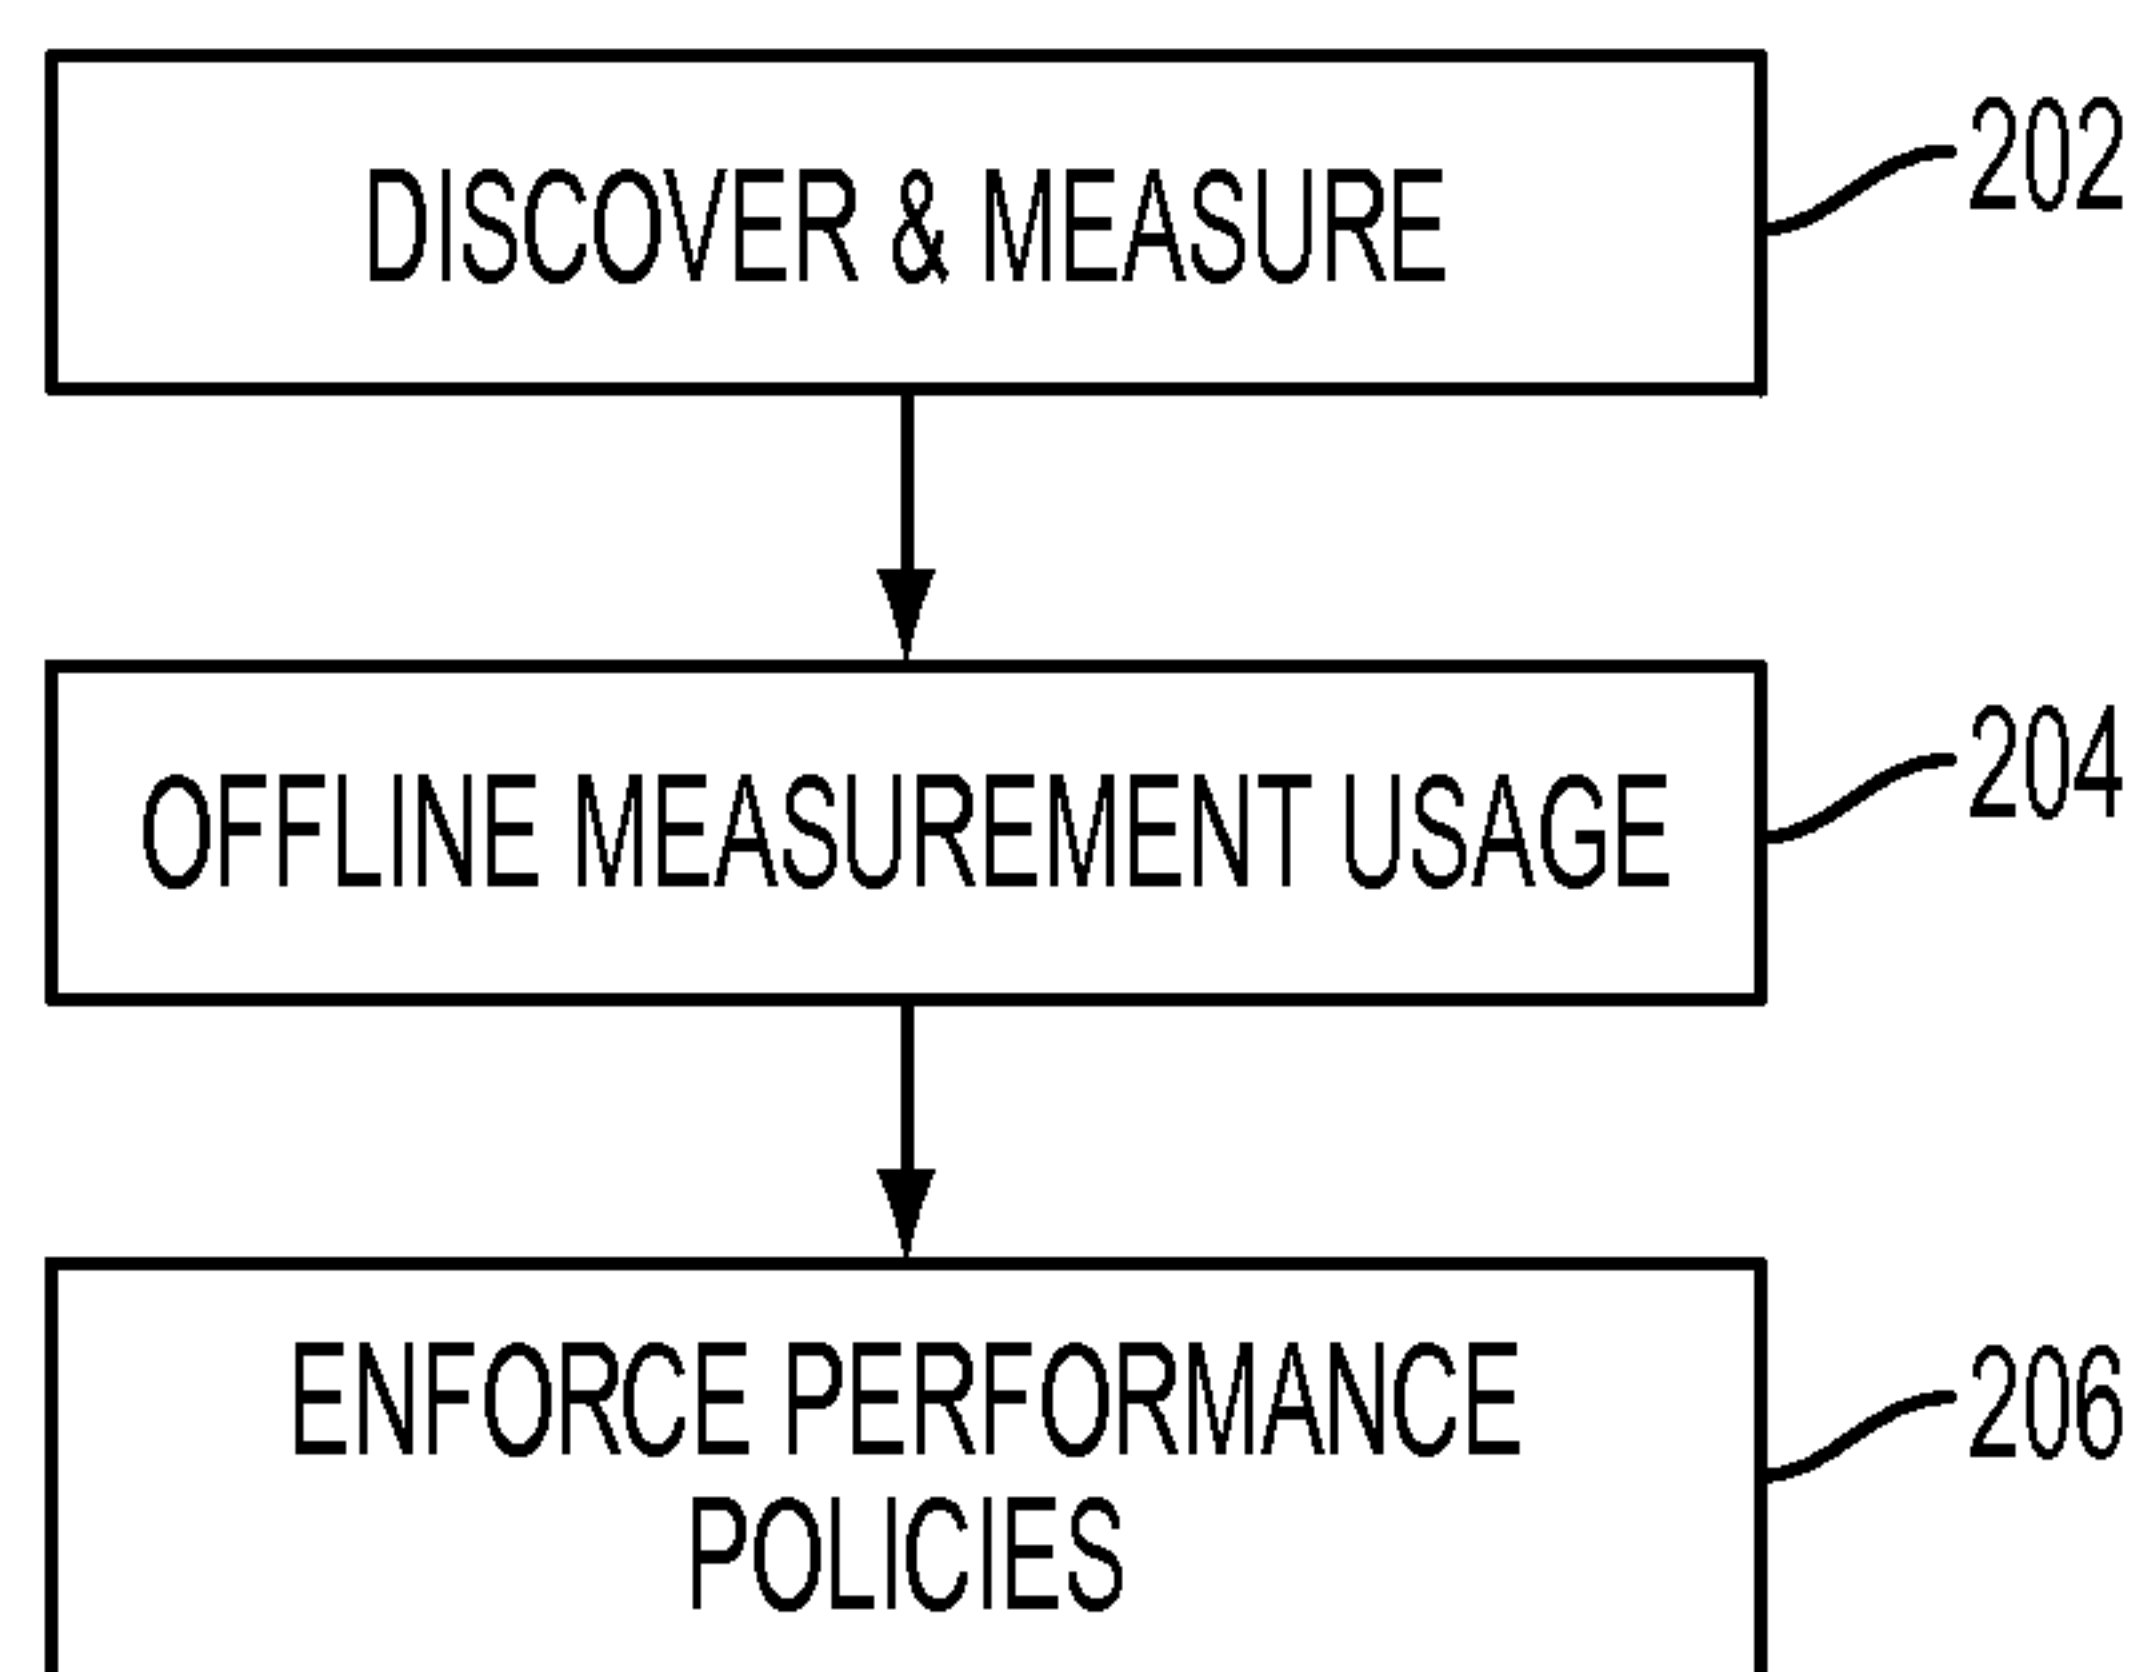 DISCOVER & MEASURE
202
OFFLINE MEASUREMENT USAGE
204
ENFORCE PERFORMANCE
POLICIES
206